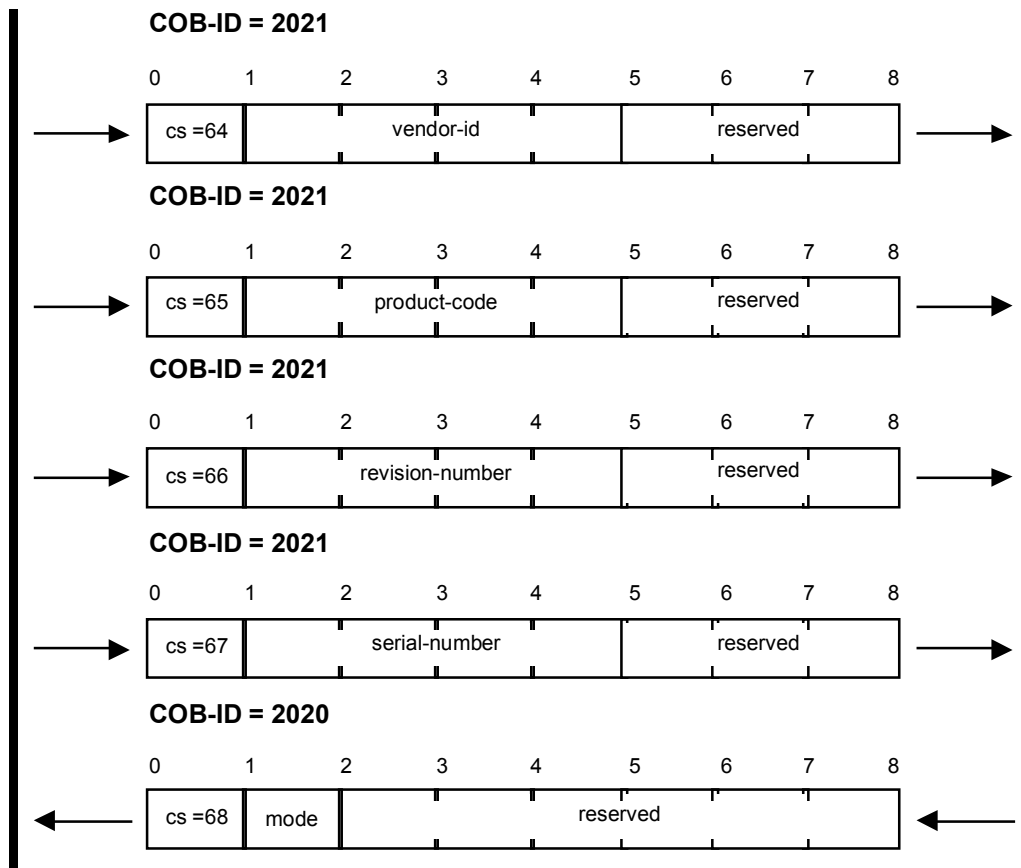 COB-ID = 2021
0 1 2 3 4 5 6 7 8
cs =64 vendor-id reserved
COB-ID = 2021
0 1 2 3 4 5 6 7 8
cs =65 product-code reserved
COB-ID = 2021
0 1 2 3 4 5 6 7 8
cs =66 revision-number reserved
COB-ID = 2021
0 1 2 3 4 5 6 7 8
cs =67 serial-number reserved
COB-ID = 2020
0 1 2 3 4 5 6 7 8
cs =68 mode reserved